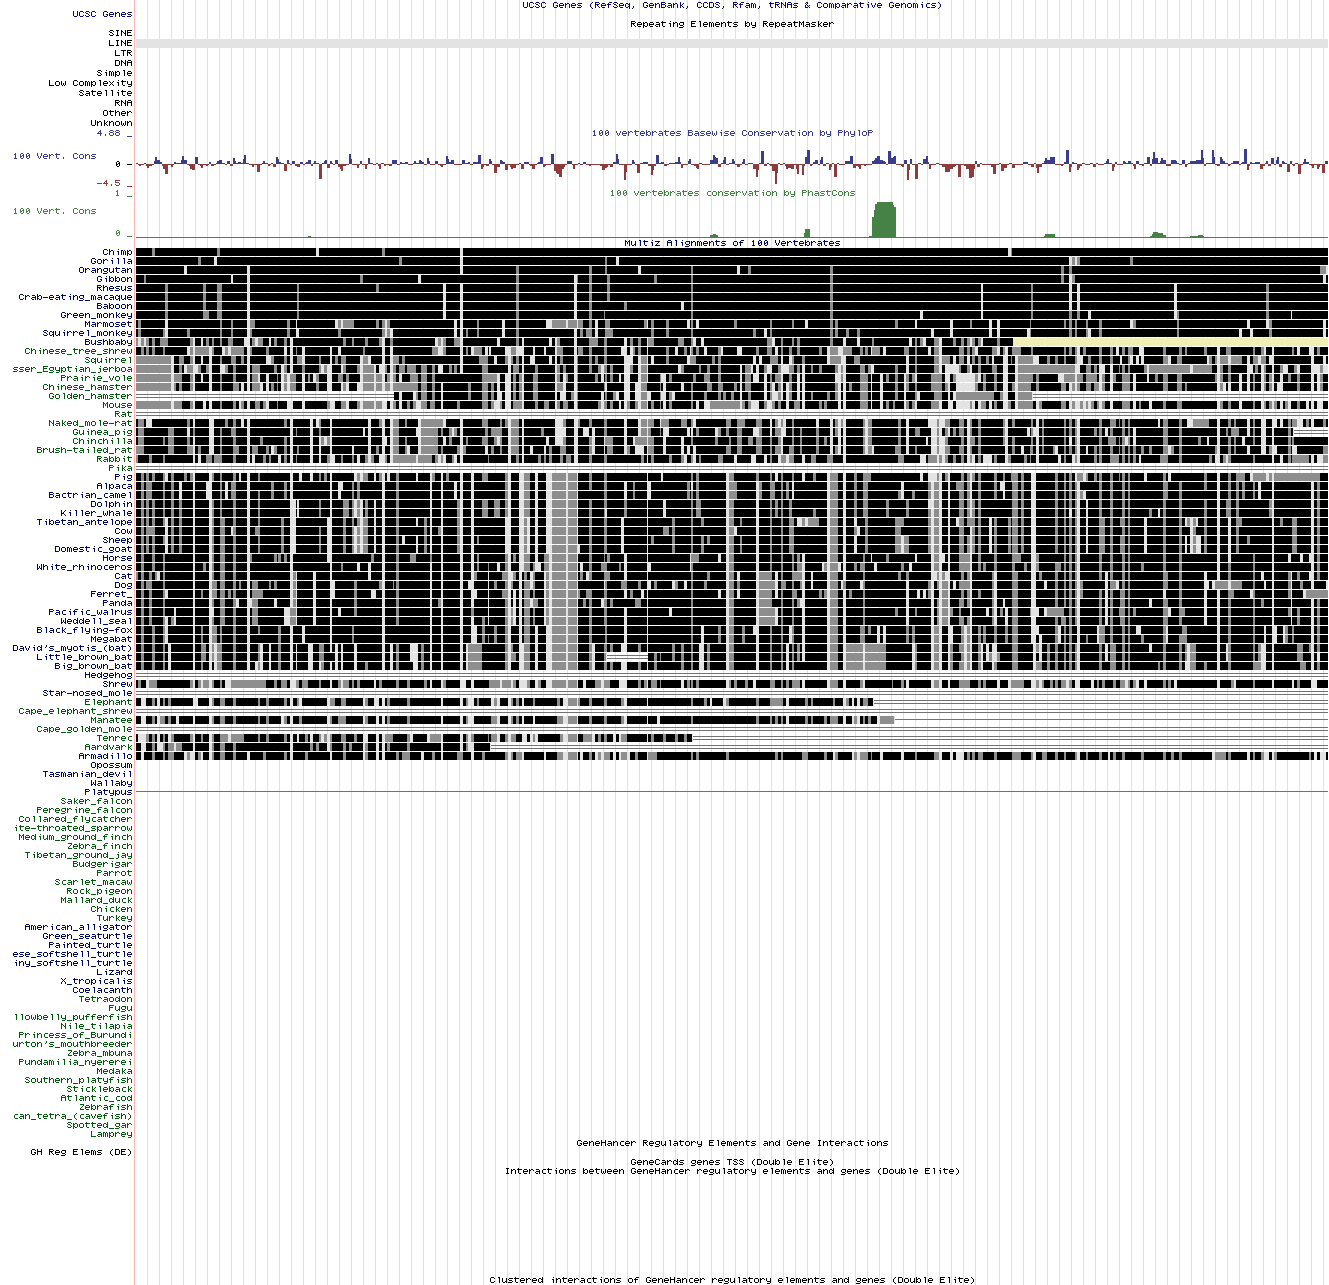 UCSC Genes (RefSeq, GenBank, CCDS, Rfam, tRNAs & Comparative Genomics)
UCSC Genes
Repeating Elements by RepeatMasker
SINE
LINE
LTR
DNA
Simple
Low Complexity
Satellite
RNA
Other
Unknown
4.88 _
100 vertebrates Basewise Conservation by PhyloP
100 Vert. Cons
0 _
-4.5 _
1 _
100 vertebrates conservation by PhastCons
100 Vert. Cons
0 _
Multiz Alignments of 100 Vertebrates
Chimp
Gorilla
Orangutan
Gibbon
Rhesus
Crab-eating_macaque
Baboon
Green_monkey
Marmoset
Squirrel_monkey
Bushbaby
Chinese_tree_shrew
Squirrel
sser_Egyptian_jerboa
Prairie_vole
Chinese_hamster
Golden_hamster
Mouse
Rat
Naked_mole-rat
Guinea_pig
Chinchilla
Brush-tailed_rat
Rabbit
Pika
Pig
Alpaca
Bactrian_camel
Dolphin
Killer_whale
Tibetan_antelope
Cow
Sheep
Domestic_goat
Horse
White_rhinoceros
Cat
Dog
Ferret_
Panda
Pacific_walrus
Weddell_seal
Black_flying-fox
Megabat
David's_myotis_(bat)
Little_brown_bat
Big_brown_bat
Hedgehog
Shrew
Star-nosed_mole
Elephant
Cape_elephant_shrew
Manatee
Cape_golden_mole
Tenrec
Aardvark
Armadillo
Opossum
Tasmanian_devil
Wallaby
Platypus
Saker_falcon
Peregrine_falcon
Collared_flycatcher
ite-throated_sparrow
Medium_ground_finch
Zebra_finch
Tibetan_ground_jay
Budgerigar
Parrot
Scarlet_macaw
Rock_pigeon
Mallard_duck
Chicken
Turkey
American_alligator
Green_seaturtle
Painted_turtle
ese_softshell_turtle
iny_softshell_turtle
Lizard
X_tropicalis
Coelacanth
Tetraodon
Fugu
llowbelly_pufferfish
Nile_tilapia
Princess_of_Burundi
urton's_mouthbreeder
Zebra_mbuna
Pundamilia_nyererei
Medaka
Southern_platyfish
Stickleback
Atlantic_cod
Zebrafish
can_tetra_(cavefish)
Spotted_gar
Lamprey
GeneHancer Regulatory Elements and Gene Interactions
GH Reg Elems (DE)
GeneCards genes TSS (Double Elite)
Interactions between GeneHancer regulatory elements and genes (Double Elite)
Clustered interactions of GeneHancer regulatory elements and genes (Double Elite)